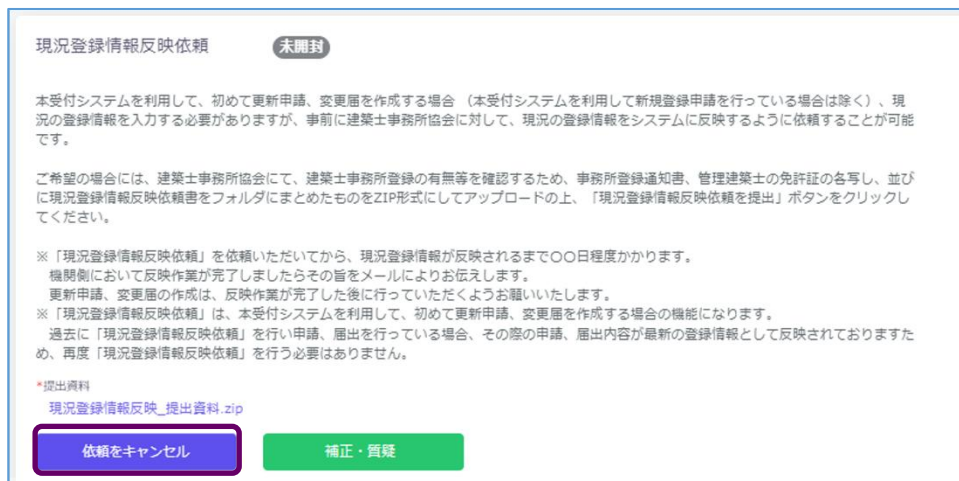 現況登録情報反映依頼 未開封
本受付システムを利用して、初めて更新申請、変更届を作成する場合 （本受付システムを利用して新規登録申請を行っている場合は除く）、現
況の登録情報を入力する必要がありますが、事前に建築士事務所協会に対して、現況の登録情報をシステムに反映するように依頼することが可能
です。
ご希望の場合には、建築士事務所協会にて、建築士事務所登録の有無等を確認するため、事務所登録通知書、管理建築士の免許証の各写し、並び
に現況登録情報反映依頼書をフォルダにまとめたものをZIP形式にしてアップロードの上、「現況登録情報反映依頼を提出」ボタンをクリックし
てください。
※「現況登録情報反映依頼」を依頼いただいてから、現況登録情報が反映されるまで〇〇日程度かかります。
機関側において反映作業が完了しましたらその旨をメールによりお伝えします。
更新申請、変更届の作成は、反映作業が完了した後に行っていただくようお願いいたします。
※「現況登録情報反映依頼」は、本受付システムを利用して、初めて更新申請、変更届を作成する場合の機能になります。
過去に「現況登録情報反映依頼」を行い申請、届出を行っている場合、その際の申請、届出内容が最新の登録情報として反映されておりますた
め、再度「現況登録情報反映依頼」を行う必要はありません。
*提出資料
現況登録情報反映_提出資料.zip
依頼をキャンセル 補正・質疑